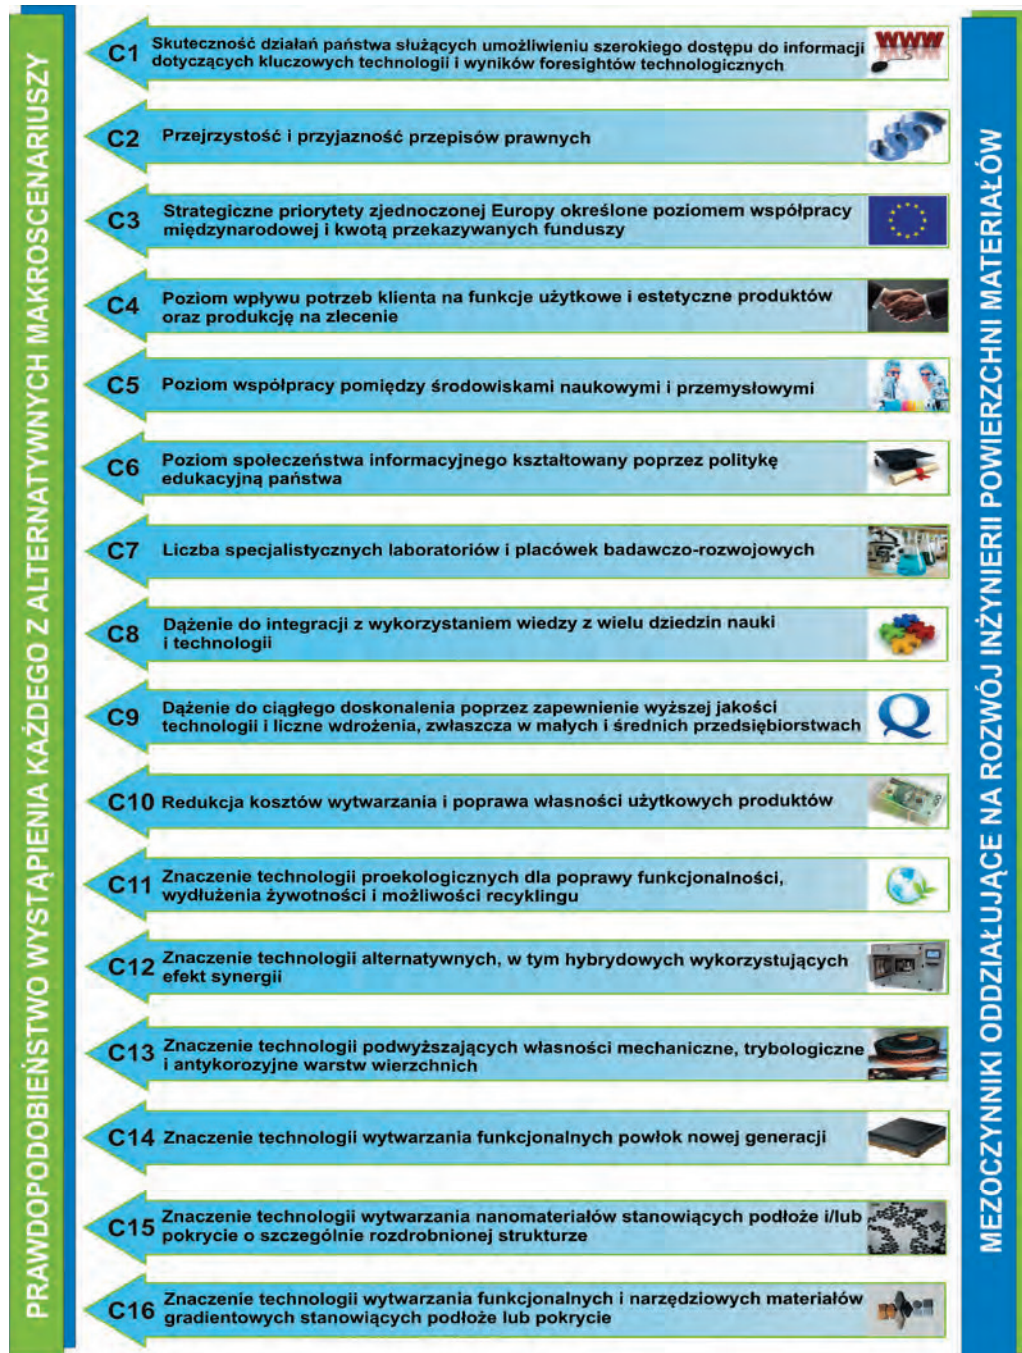 PRAWDOPODOBIEŃSTWO WYSTĄPIENIA KAŻDEGO Z ALTERNATYWNYCH MAKROSCENARIUSZY
C1 Skuteczność działań państwa służących umożliwieniu szerokiego dostępu do informacji
dotyczących kluczowych technologii i wyników foresightów technologicznych
WWW
C2 Przejrzystość i przyjazność przepisów prawnych
C3 Strategiczne priorytety zjednoczonej Europy określone poziomem współpracy
międzynarodowej i kwotą przekazywanych funduszy
C4 Poziom wpływu potrzeb klienta na funkcje użytkowe i estetyczne produktów
oraz produkcję na zlecenie
C5 Poziom współpracy pomiędzy środowiskami naukowymi i przemysłowymi
C6 Poziom społeczeństwa informacyjnego kształtowany poprzez politykę
edukacyjną państwa
C7 Liczba specjalistycznych laboratoriów i placówek badawczo-rozwojowych
C8 Dążenie do integracji z wykorzystaniem wiedzy z wielu dziedzin nauki
i technologii
C9 Dążenie do ciągłego doskonalenia poprzez zapewnienie wyższej jakości
technologii i liczne wdrożenia, zwłaszcza w małych i średnich przedsiębiorstwach
Q
C10 Redukcja kosztów wytwarzania i poprawa własności użytkowych produktów
C11 Znaczenie technologii proekologicznych dla poprawy funkcjonalności,
wydłużenia żywotności i możliwości recyklingu
C12 Znaczenie technologii alternatywnych, w tym hybrydowych wykorzystujących
efekt synergii
C13 Znaczenie technologii podwyższających własności mechaniczne, trybologiczne
i antykorozyjne warstw wierzchnich
C14 Znaczenie technologii wytwarzania funkcjonalnych powłok nowej generacji
C15 Znaczenie technologii wytwarzania nanomateriałów stanowiących podłoże i/lub
pokrycie o szczególnie rozdrobnionej strukturze
C16 Znaczenie technologii wytwarzania funkcjonalnych i narzędziowych materiałów
gradientowych stanowiących podłoże lub pokrycie
MEZOCZYNNIKI ODDZIAŁUJĄCE NA ROZWÓJ INŻYNIERII POWIERZCHNI MATERIAŁÓW